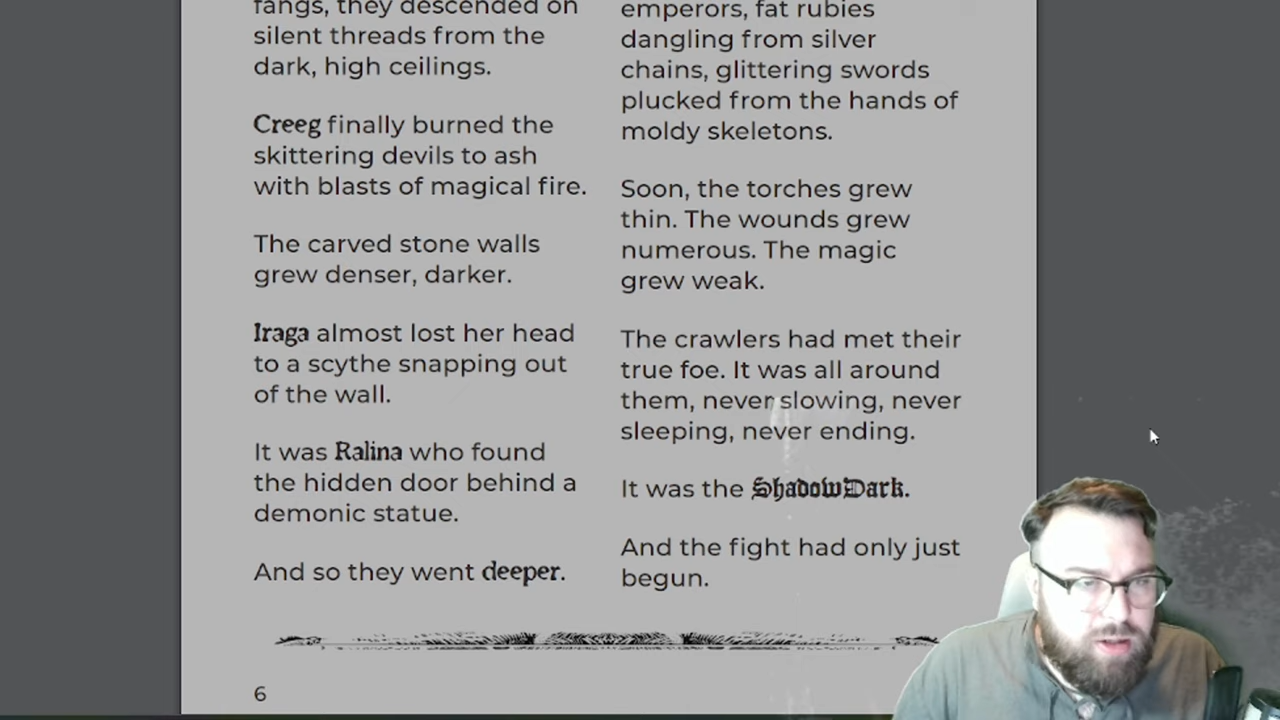 fangs, they descended on
silent threads from the
dark, high ceilings.
Creeg finally burned the
skittering devils to ash
with blasts of magical fire.
The carved stone walls
grew denser, darker.
Iraga almost lost her head
to a scythe snapping out
of the wall.
It was Ralina who found
the hidden door behind a
demonic statue.
And so they went deeper.
emperors, fat rubies
dangling from silver
chains, glittering swords
plucked from the hands of
moldy skeletons.
Soon, the torches grew
thin. The wounds grew
numerous. The magic
grew weak.
The crawlers had met their
true foe. It was all around
them, never slowing, never
sleeping, never ending.
It was the ShadowDark.
And the fight had only just
begun.
6